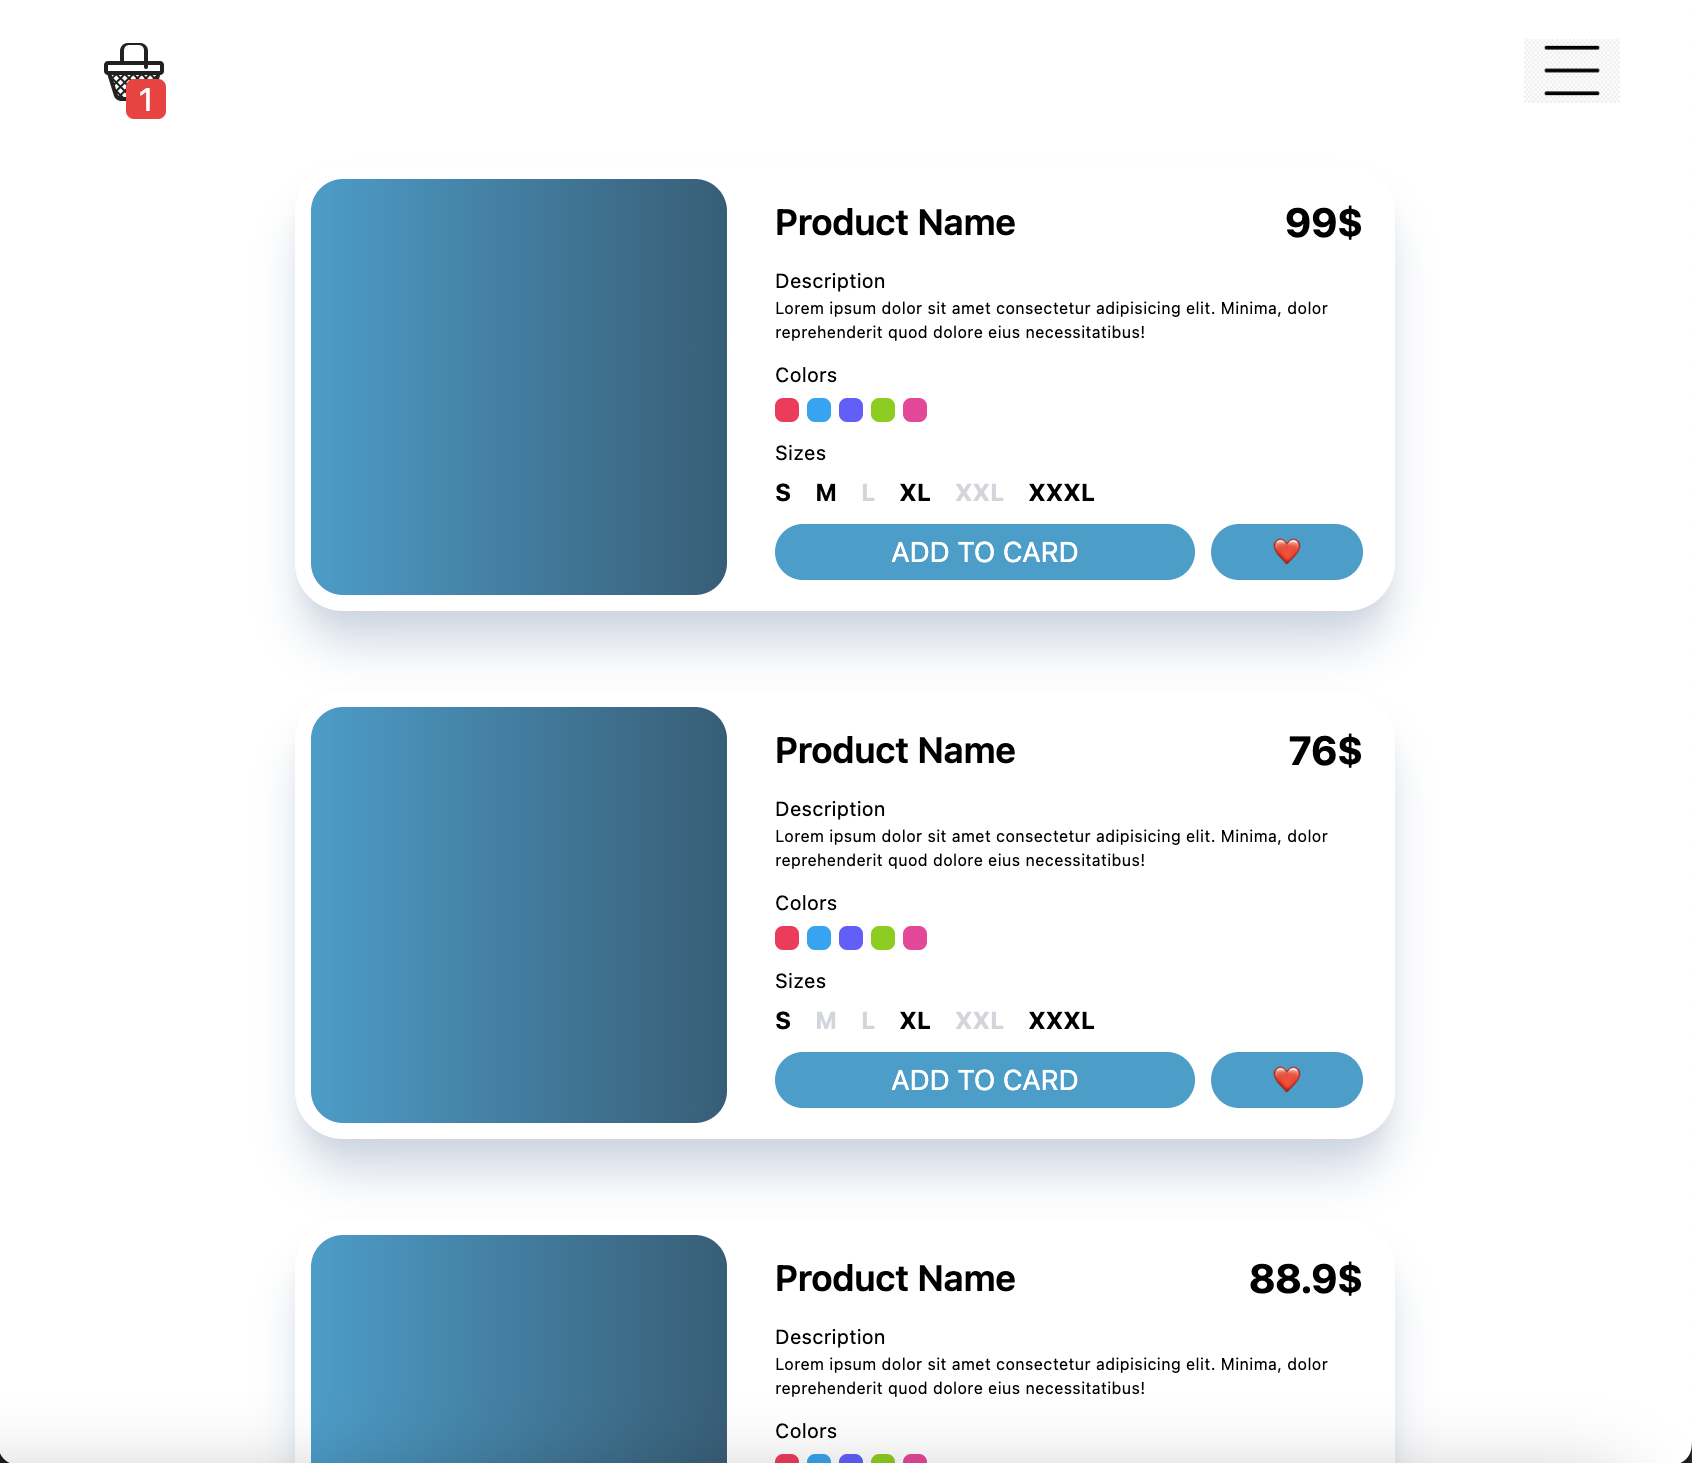 1
Product Name
99$
Description
Lorem ipsum dolor sit amet consectetur adipisicing elit. Minima, dolor
reprehenderit quod dolore eius necessitatibus!
Colors
Sizes
S M L XL XXL XXXL
ADD TO CARD
Product Name
76$
Description
Lorem ipsum dolor sit amet consectetur adipisicing elit. Minima, dolor
reprehenderit quod dolore eius necessitatibus!
Colors
Sizes
S M L XL XXL XXXL
ADD TO CARD
Product Name
88.9$
Description
Lorem ipsum dolor sit amet consectetur adipisicing elit. Minima, dolor
reprehenderit quod dolore eius necessitatibus!
Colors